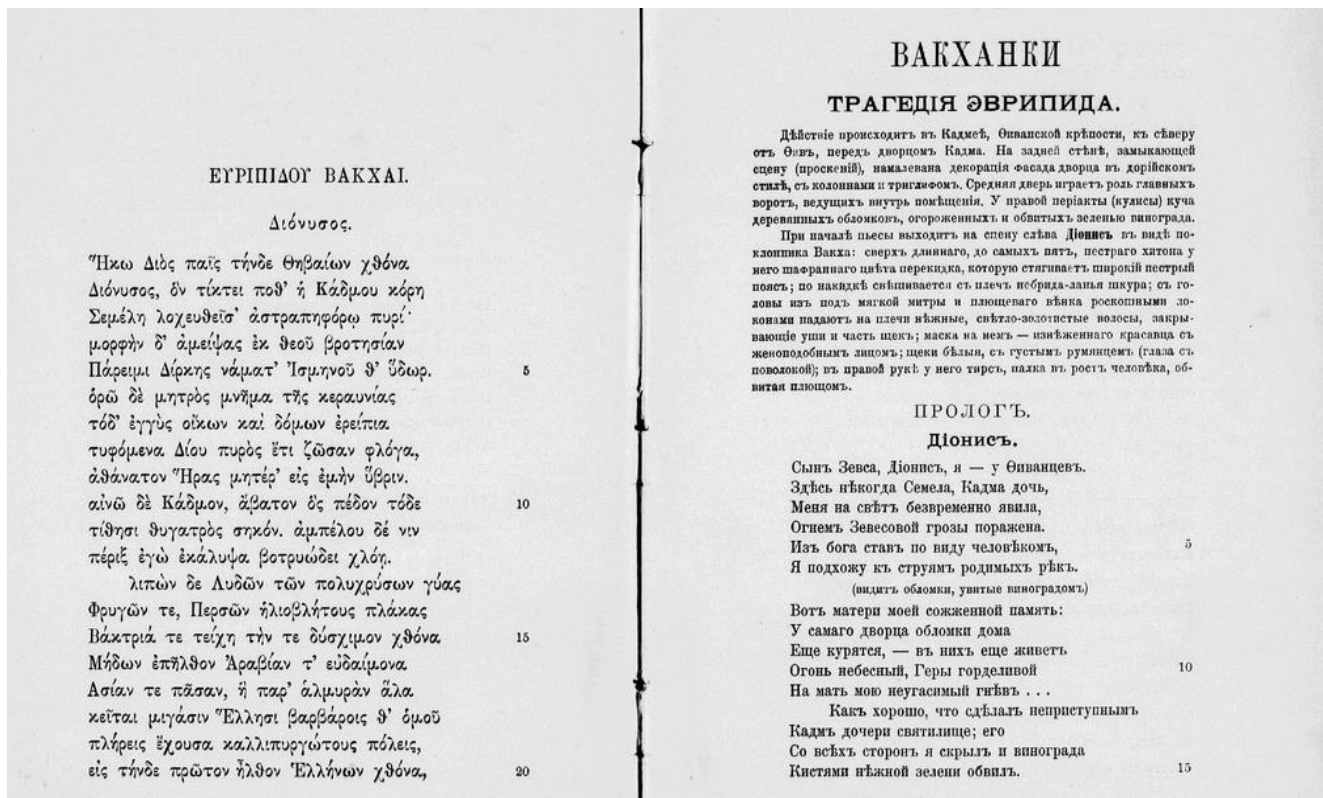 ΕΥΡΙΠΙΔΟΥ ΒΑΚΧΑΙ.
Διόνυσος.
Ἥκω Διὸς παῖς τήνδε Θηβαίων χθόνα
Διόνυσος, ὃν τίκτει ποθ’ ἡ Κάδμου κόρη
Σεμέλη λοχευθεῖσ’ ἀστραπηφόρῳ πυρί·
μορφὴν δ’ ἀμείψας ἐκ θεοῦ βροτησίαν
Πάρειμι Δίρκης νάματ’ Ἰσμηνοῦ θ’ ὕδωρ. 5
ὁρῶ δὲ μητρὸς μνῆμα τῆς κεραυνίας
τόδ’ ἐγγὺς οἴκων καὶ δόμων ἐρείπια
τυφόμενα Δίου πυρὸς ἔτι ζῶσαν φλόγα,
ἀθάνατον Ἥρας μητέρ’ εἰς ἐμὴν ὕβριν.
αἰνῶ δὲ Κάδμον, ἄβατον ὃς πέδον τόδε 10
τίθησι θυγατρὸς σηκόν. ἀμπέλου δέ νιν
πέριξ ἐγὼ ἐκάλυψα βοτρυώδει χλόῃ.
λιπὼν δε Λυδῶν τῶν πολυχρύσων γύας
Φρυγῶν τε, Περσῶν ἡλιοβλήτους πλάκας
Βάκτριά τε τείχη τήν τε δύσχιμον χθόνα 15
Μήδων ἐπῆλθον Ἀραβίαν τ’ εὐδαίμονα
Ασίαν τε πᾶσαν, ἣ παρ’ ἁλμυρὰν ἅλα
κεῖται μιγάσιν Ἕλλησι βαρβάροις θ’ ὁμοῦ
πλήρεις ἔχουσα καλλιπυργώτους πόλεις,
εἰς τήνδε πρῶτον ἦλθον Ἑλλήνων χθόνα, 20
ВАКХАНКИ
ТРАГЕДІЯ ЭВРИПИДА.
Дѣйствіе происходитъ въ Кадмеѣ, Ѳиванской крѣпости, къ сѣверу
отъ Ѳивъ, передъ дворцомъ Кадма. На задней стѣнѣ, замыкающей
сцену (проскеній), намалевана декорація фасада дворца въ дорійскомъ
стилѣ, съ колоннами и триглифомъ. Средняя дверь играетъ роль главныхъ
воротъ, ведущихъ внутрь помѣщенія. У правой періакты (кулисы) куча
деревянныхъ обломковъ, огороженныхъ и обвитыхъ зеленью винограда.
При началѣ пьесы выходитъ на сцену слѣва Діонисъ въ видѣ по-
клонника Вакха: сверхъ длиннаго, до самыхъ пятъ, пестраго хитона у
него шафраннаго цвѣта перекидка, которую стягиваетъ широкій пестрый
поясъ; по накидкѣ свѣшивается съ плечъ небрида-ланья шкура; съ го-
ловы изъ подъ мягкой митры и плющеваго вѣнка роскошными ло-
конами падаютъ на плечи нѣжные, свѣтло-золотистые волосы, закры-
вающіе уши и часть щекъ; маска на немъ — изнѣженнаго красавца съ
женоподобнымъ лицомъ; щеки бѣлыя, съ густымъ румянцемъ (глаза съ
поволокой); въ правой рукѣ у него тирсъ, палка въ ростъ человѣка, об-
витая плющомъ.
ПРОЛОГЪ.
Діонисъ.
Сынъ Зевса, Діонисъ, я — у Ѳиванцевъ.
Здѣсь нѣкогда Семела, Кадма дочь,
Меня на свѣтъ безвременно явила,
Огнемъ Зевесовой грозы поражена.
Изъ бога ставъ по виду человѣкомъ, 5
Я подхожу къ струямъ родимыхъ рѣкъ.
(видитъ обломки, увитые виноградомъ)
Вотъ матери моей сожженной память:
У самаго дворца обломки дома
Еще курятся, — въ нихъ еще живетъ
Огонь небесный, Геры горделивой 10
На мать мою неугасимый гнѣвъ . . .
Какъ хорошо, что сдѣлалъ неприступнымъ
Кадмъ дочери святилище; его
Со всѣхъ сторонъ я скрылъ и винограда
Кистями нѣжной зелени обвилъ. 15